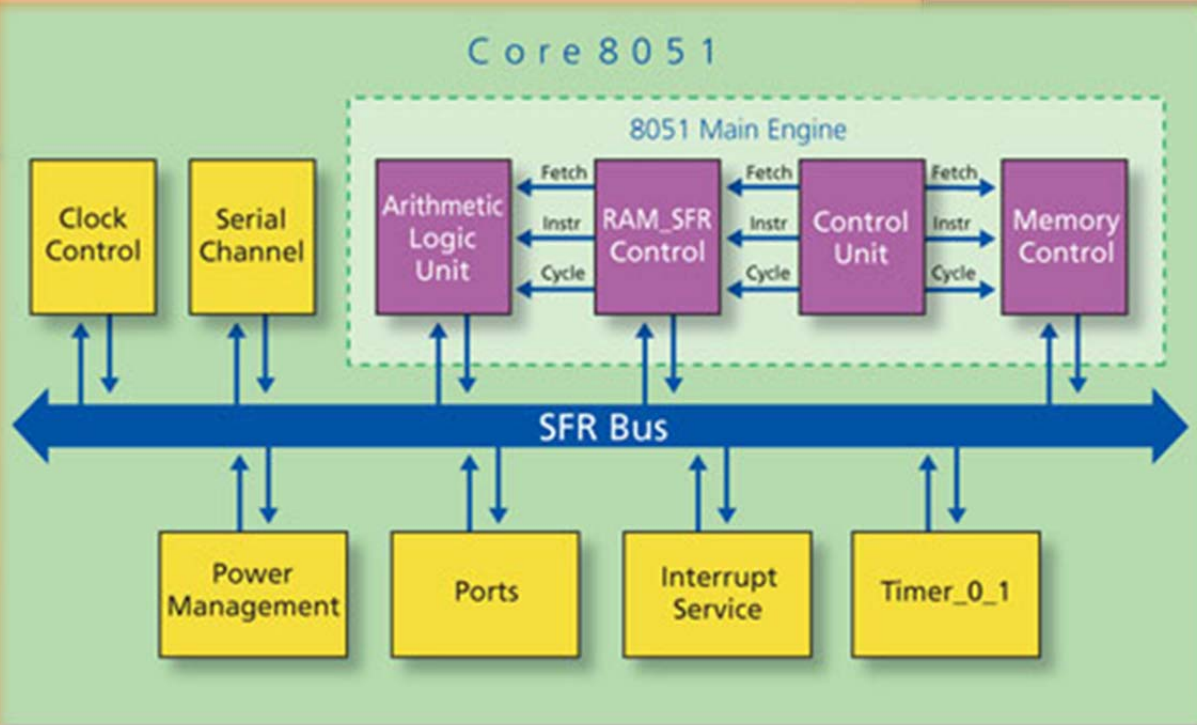 Core8051
8051 Main Engine
Clock
Control
Serial
Channel
Arithmetic
Logic
Unit
Fetch
Instr
Cycle
RAM_SFR
Control
Fetch
Instr
Cycle
Control
Unit
Fetch
Instr
Cycle
Memory
Control
SFR Bus
Power
Management
Ports
Interrupt
Service
Timer_0_1